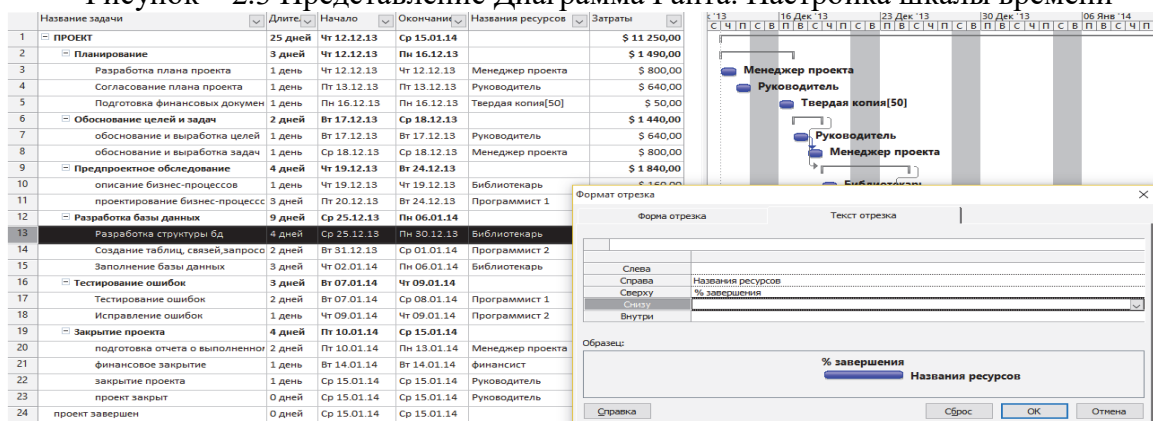 Рисунок – 2.3 Представление Диаграмма Ганта. Настройка шкалы времени
Название задачи Длител Начало Окончание Названия ресурсов Затраты
'13 16 Дек '13 23 Дек '13 30 Дек '13 06 Янв '14
С Ч П С В П В С Ч П С В П В С Ч П С В П В С Ч П С В П В С Ч П
1 ПРОЕКТ 25 дней Чт 12.12.13 Ср 15.01.14 $ 11 250,00
2 Планирование 3 дней Чт 12.12.13 Пн 16.12.13 $ 1 490,00
3 Разработка плана проекта 1 день Чт 12.12.13 Чт 12.12.13 Менеджер проекта $ 800,00 Менеджер проекта
4 Согласование плана проекта 1 день Пт 13.12.13 Пт 13.12.13 Руководитель $ 640,00 Руководитель
5 Подготовка финансовых докумен 1 день Пн 16.12.13 Пн 16.12.13 Твердая копия[50] $ 50,00 Твердая копия[50]
6 Обоснование целей и задач 2 дней Вт 17.12.13 Ср 18.12.13 $ 1 440,00
7 обоснование и выработка целей 1 день Вт 17.12.13 Вт 17.12.13 Руководитель $ 640,00 Руководитель
8 обоснование и выработка задач 1 день Ср 18.12.13 Ср 18.12.13 Менеджер проекта $ 800,00 Менеджер проекта
9 Предпроектное обследование 4 дней Чт 19.12.13 Вт 24.12.13 $ 1 840,00
10 описание бизнес-процессов 1 день Чт 19.12.13 Чт 19.12.13 Библиотекарь $ 160,00 Библиотекарь
11 проектирование бизнес-процессс 3 дней Пт 20.12.13 Вт 24.12.13 Программист 1
12 Разработка базы данных 9 дней Ср 25.12.13 Пн 06.01.14
13 Разработка структуры бд 4 дней Ср 25.12.13 Пн 30.12.13 Библиотекарь
14 Создание таблиц, связей,запросо 2 дней Вт 31.12.13 Ср 01.01.14 Программист 2
15 Заполнение базы данных 3 дней Чт 02.01.14 Пн 06.01.14 Библиотекарь
16 Тестирование ошибок 3 дней Вт 07.01.14 Чт 09.01.14
17 Тестирование ошибок 2 дней Вт 07.01.14 Ср 08.01.14 Программист 1
18 Исправление ошибок 1 день Чт 09.01.14 Чт 09.01.14 Программист 2
19 Закрытие проекта 4 дней Пт 10.01.14 Ср 15.01.14
20 подготовка отчета о выполненног 2 дней Пт 10.01.14 Пн 13.01.14 Менеджер проекта
21 финансовое закрытие 1 день Вт 14.01.14 Вт 14.01.14 финансист
22 закрытие проекта 1 день Ср 15.01.14 Ср 15.01.14 Руководитель
23 проект закрыт 0 дней Ср 15.01.14 Ср 15.01.14 Руководитель
24 проект завершен 0 дней Ср 15.01.14 Ср 15.01.14
Формат отрезка
Форма отрезка Текст отрезка
Слева
Справа Названия ресурсов
Сверху % завершения
Снизу
Внутри
Образец:
% завершения
Названия ресурсов
Справка Сброс OK Отмена